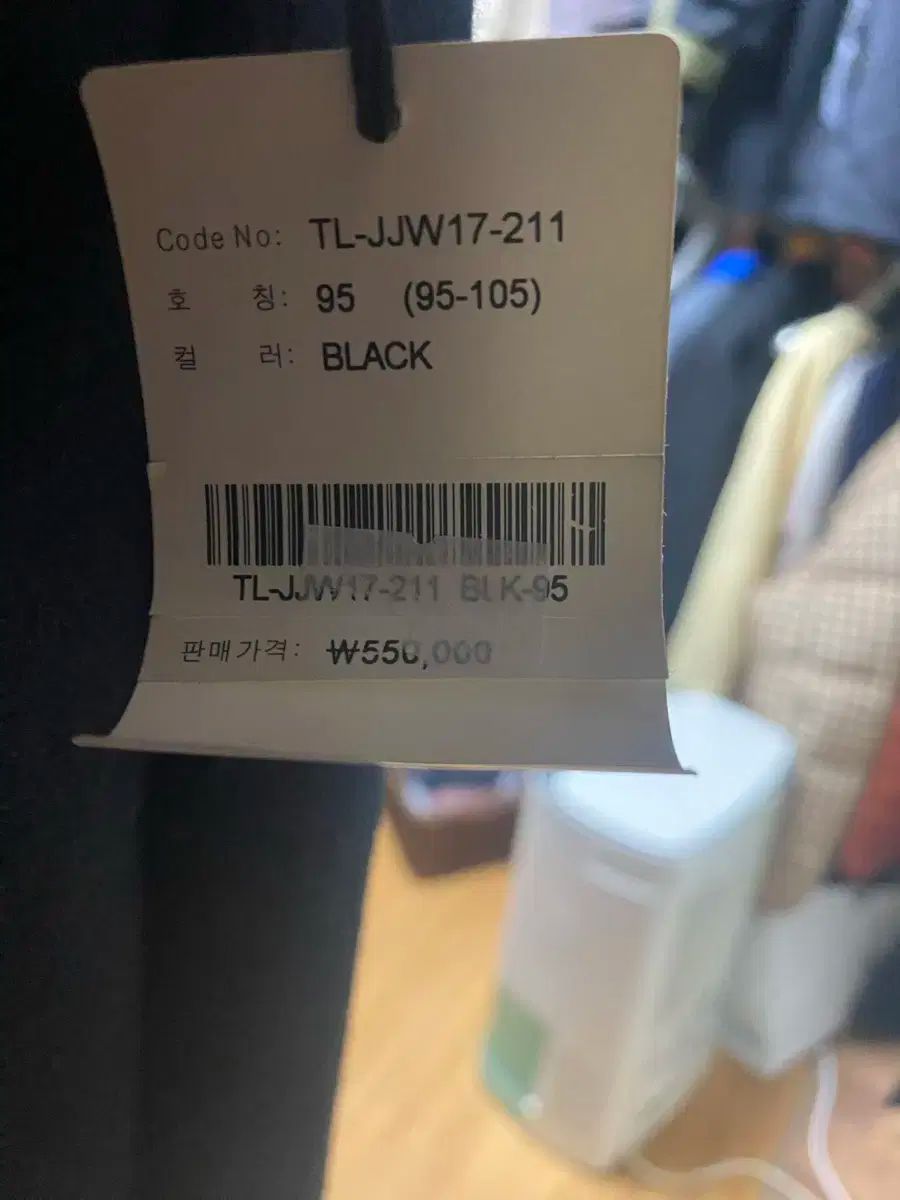 Code No: TL-JJW17-211
호 칭: 95 (95-105)
컬 러: BLACK
TL-JJW17-211 BLK-95
판매가격: ₩550,000